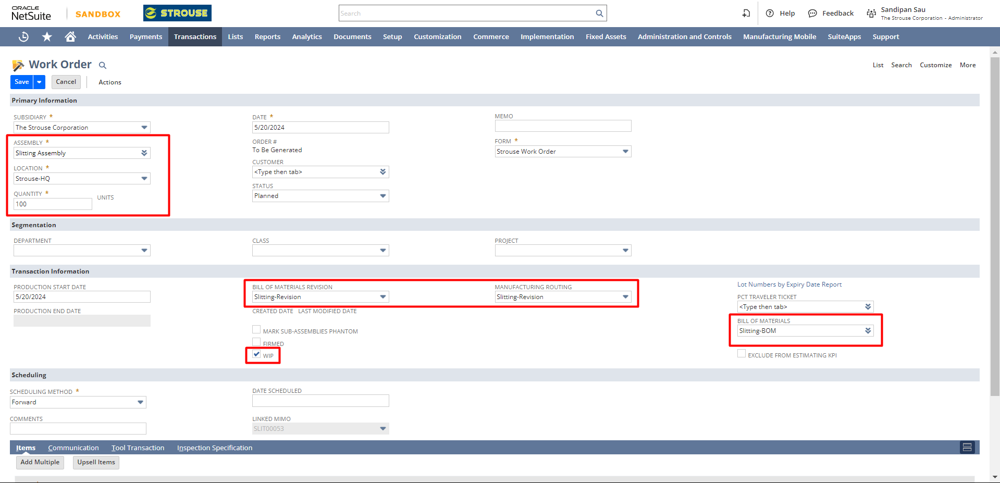 ORACLE
NetSuite
SANDBOX
STROUSE
Search
Help
Feedback
Sandipan Sau
The Strouse Corporation - Administrator
Activities Payments Transactions Lists Reports Analytics Documents Setup Customization Commerce Implementation Fixed Assets Administration and Controls Manufacturing Mobile SuiteApps Support
Work Order
List Search Customize More
Save Cancel Actions
Primary Information
SUBSIDIARY *
The Strouse Corporation
ASSEMBLY *
Slitting Assembly
LOCATION *
Strouse-HQ
QUANTITY *
100
UNITS
DATE *
5/20/2024
ORDER #
To Be Generated
CUSTOMER
<Type then tab>
STATUS
Planned
MEMO
FORM *
Strouse Work Order
Segmentation
DEPARTMENT
CLASS
PROJECT
Transaction Information
PRODUCTION START DATE
5/20/2024
PRODUCTION END DATE
BILL OF MATERIALS REVISION
Slitting-Revision
CREATED DATE LAST MODIFIED DATE
MARK SUB-ASSEMBLIES PHANTOM
FIRMED
WIP
MANUFACTURING ROUTING
Slitting-Revision
Lot Numbers by Expiry Date Report
PCT TRAVELER TICKET
<Type then tab>
BILL OF MATERIALS
Slitting-BOM
EXCLUDE FROM ESTIMATING KPI
Scheduling
SCHEDULING METHOD *
Forward
COMMENTS
DATE SCHEDULED
LINKED MIMO
SLIT00053
Items Communication Tool Transaction Inspection Specification
Add Multiple Upsell Items